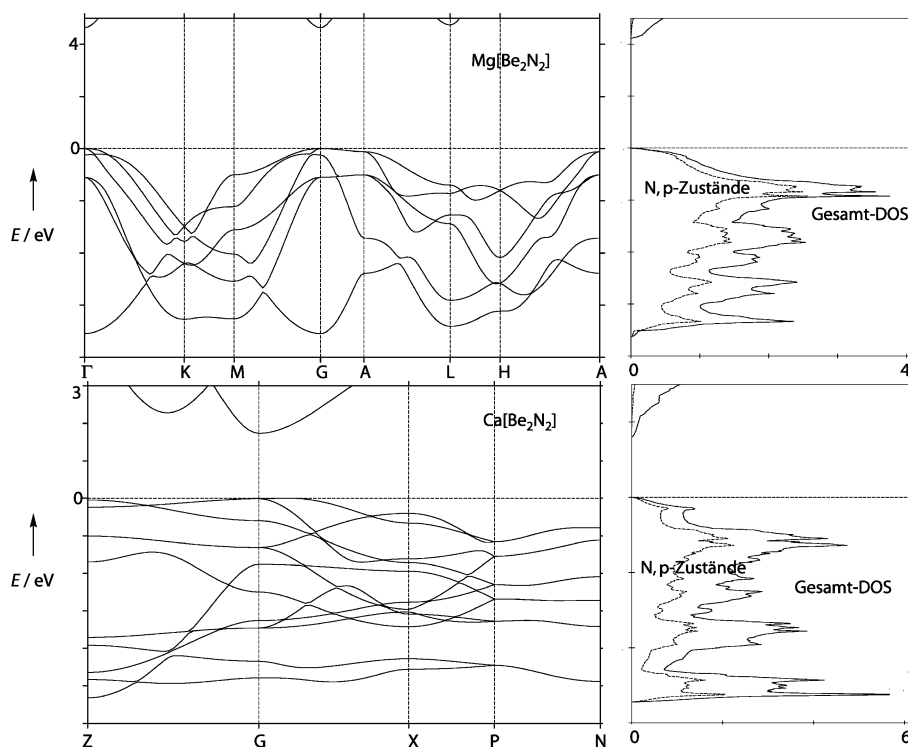 4
Mg[Be₂N₂]
0
N, p-Zustände
Gesamt-DOS
E / eV
Γ K M G A L H A
0 4
3
Ca[Be₂N₂]
0
N, p-Zustände
Gesamt-DOS
E / eV
Z G X P N
0 6